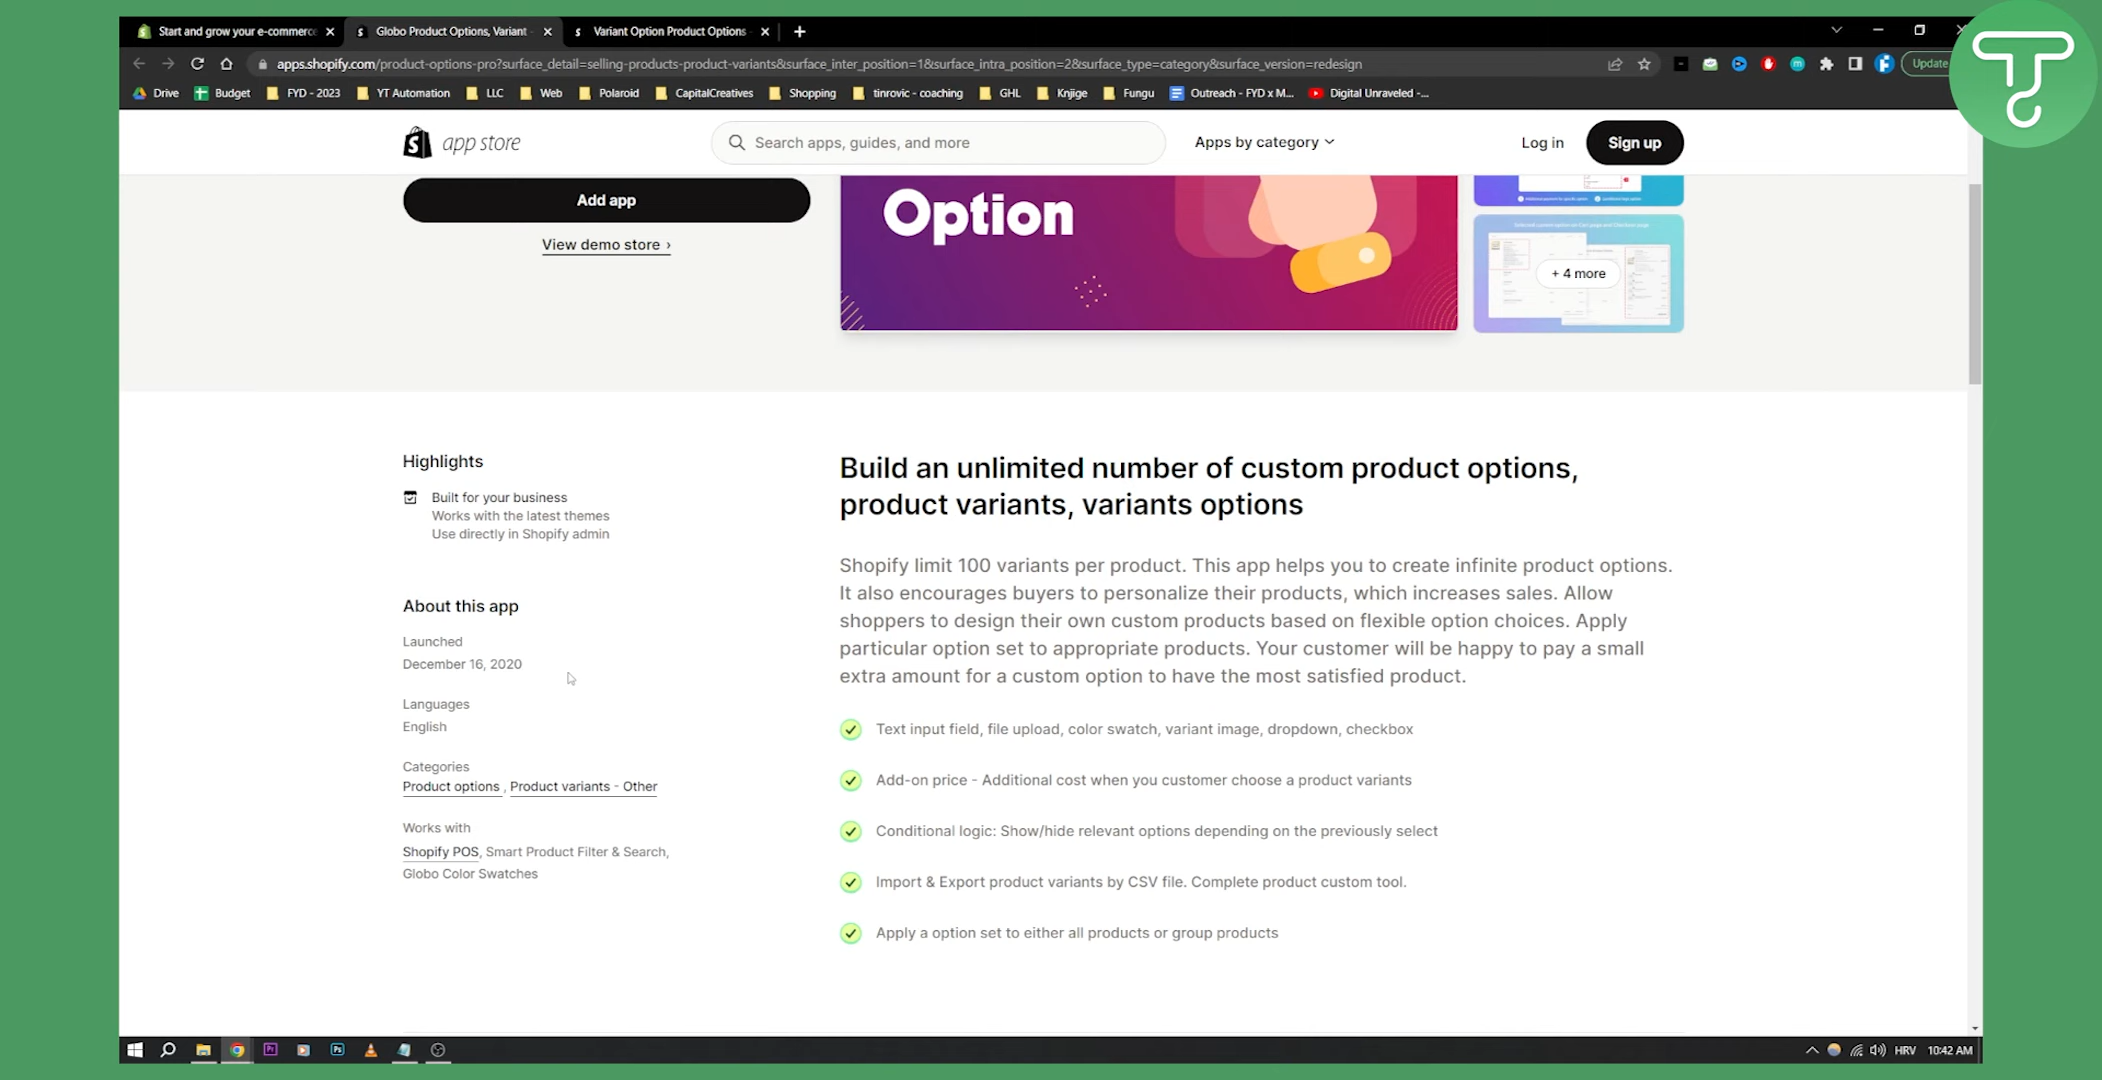 Start and grow your e-commerce
Globo Product Options, Variant
Variant Option Product Options
apps.shopify.com/product-options-pro?surface_detail=selling-products-product-variants&surface_inter_position=1&surface_intra_position=2&surface_type=category&surface_version=redesign
Update
Drive
Budget
FYD - 2023
YT Automation
LLC
Web
Polaroid
CapitalCreatives
Shopping
tinrovic - coaching
GHL
Knjige
Fungu
Outreach - FYD x M...
Digital Unraveled -...
app store
Search apps, guides, and more
Apps by category
Log in
Sign up
Add app
View demo store ›
Option
+ 4 more
Highlights
Built for your business
Works with the latest themes
Use directly in Shopify admin
About this app
Launched
December 16, 2020
Languages
English
Categories
Product options , Product variants - Other
Works with
Shopify POS, Smart Product Filter & Search,
Globo Color Swatches
Build an unlimited number of custom product options,
product variants, variants options
Shopify limit 100 variants per product. This app helps you to create infinite product options.
It also encourages buyers to personalize their products, which increases sales. Allow
shoppers to design their own custom products based on flexible option choices. Apply
particular option set to appropriate products. Your customer will be happy to pay a small
extra amount for a custom option to have the most satisfied product.
Text input field, file upload, color swatch, variant image, dropdown, checkbox
Add-on price - Additional cost when you customer choose a product variants
Conditional logic: Show/hide relevant options depending on the previously select
Import & Export product variants by CSV file. Complete product custom tool.
Apply a option set to either all products or group products
HRV
10:42 AM